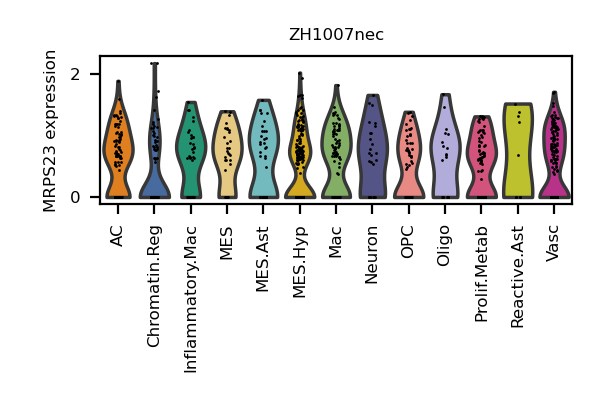 ZH1007nec
MRPS23 expression
2
0
AC
Chromatin.Reg
Inflammatory.Mac
MES
MES.Ast
MES.Hyp
Mac
Neuron
OPC
Oligo
Prolif.Metab
Reactive.Ast
Vasc